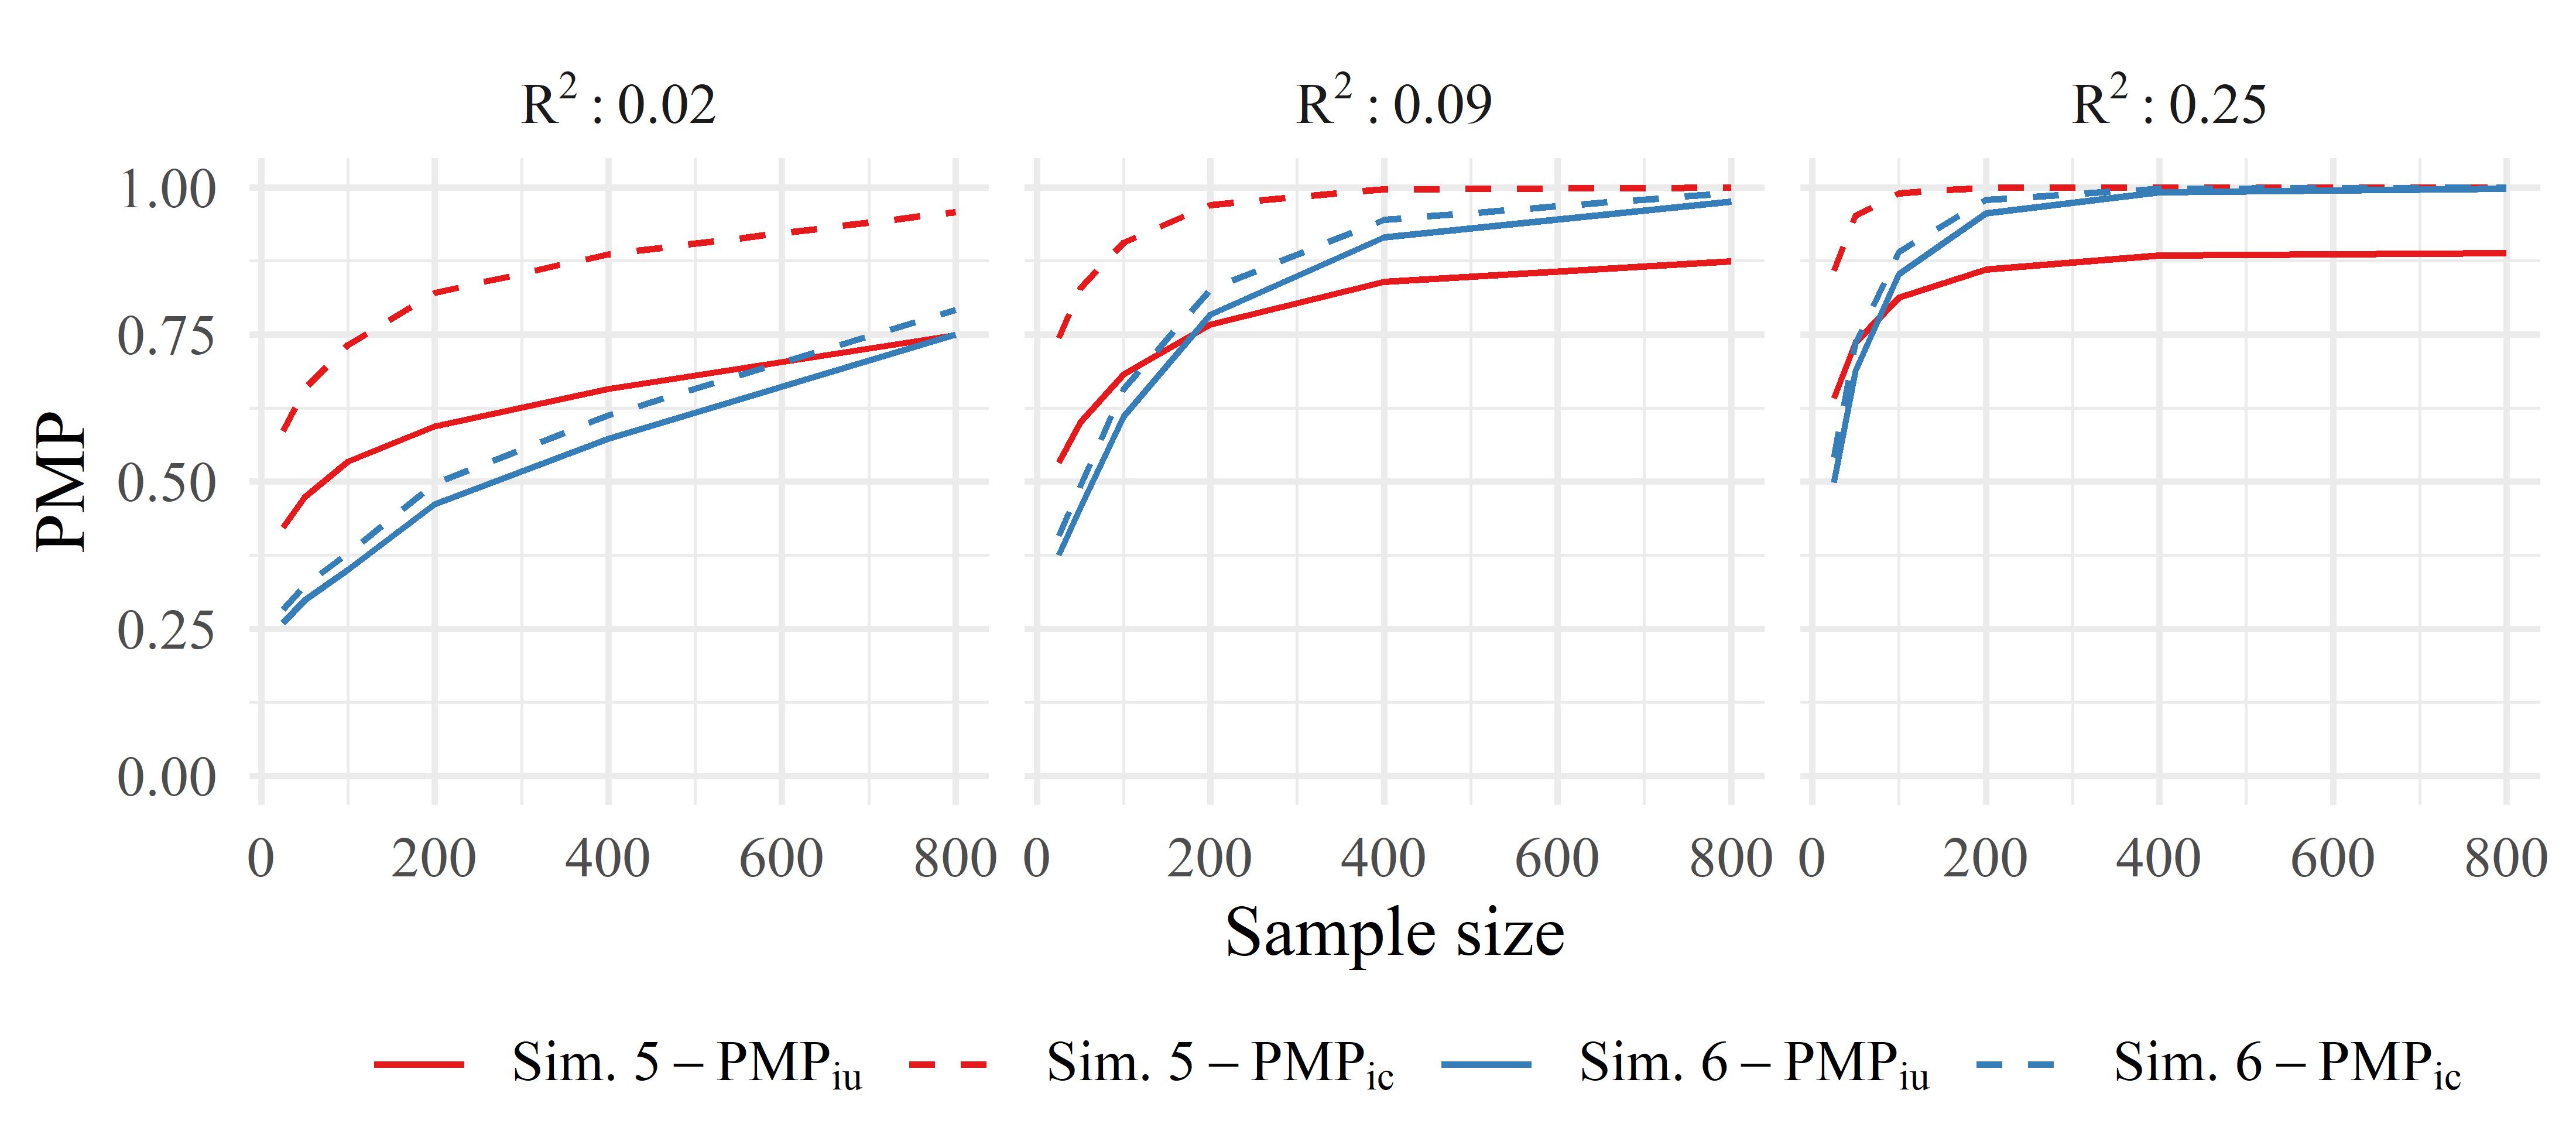 R² : 0.02 R² : 0.09 R² : 0.25
1.00
0.75
0.50
0.25
0.00
PMP
0 200 400 600 800 0 200 400 600 800 0 200 400 600 800
Sample size
Sim. 5 – PMPiu Sim. 5 – PMPic Sim. 6 – PMPiu Sim. 6 – PMPic